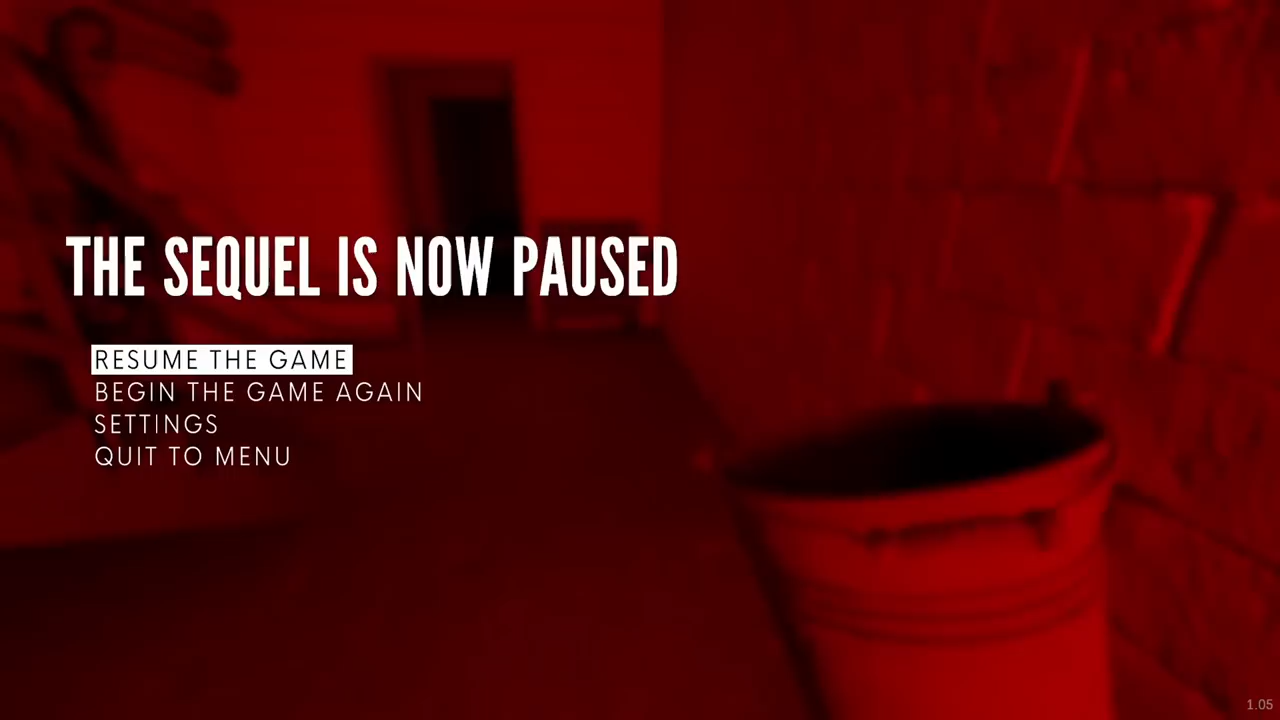 THE SEQUEL IS NOW PAUSED
RESUME THE GAME
BEGIN THE GAME AGAIN
SETTINGS
QUIT TO MENU
1.05